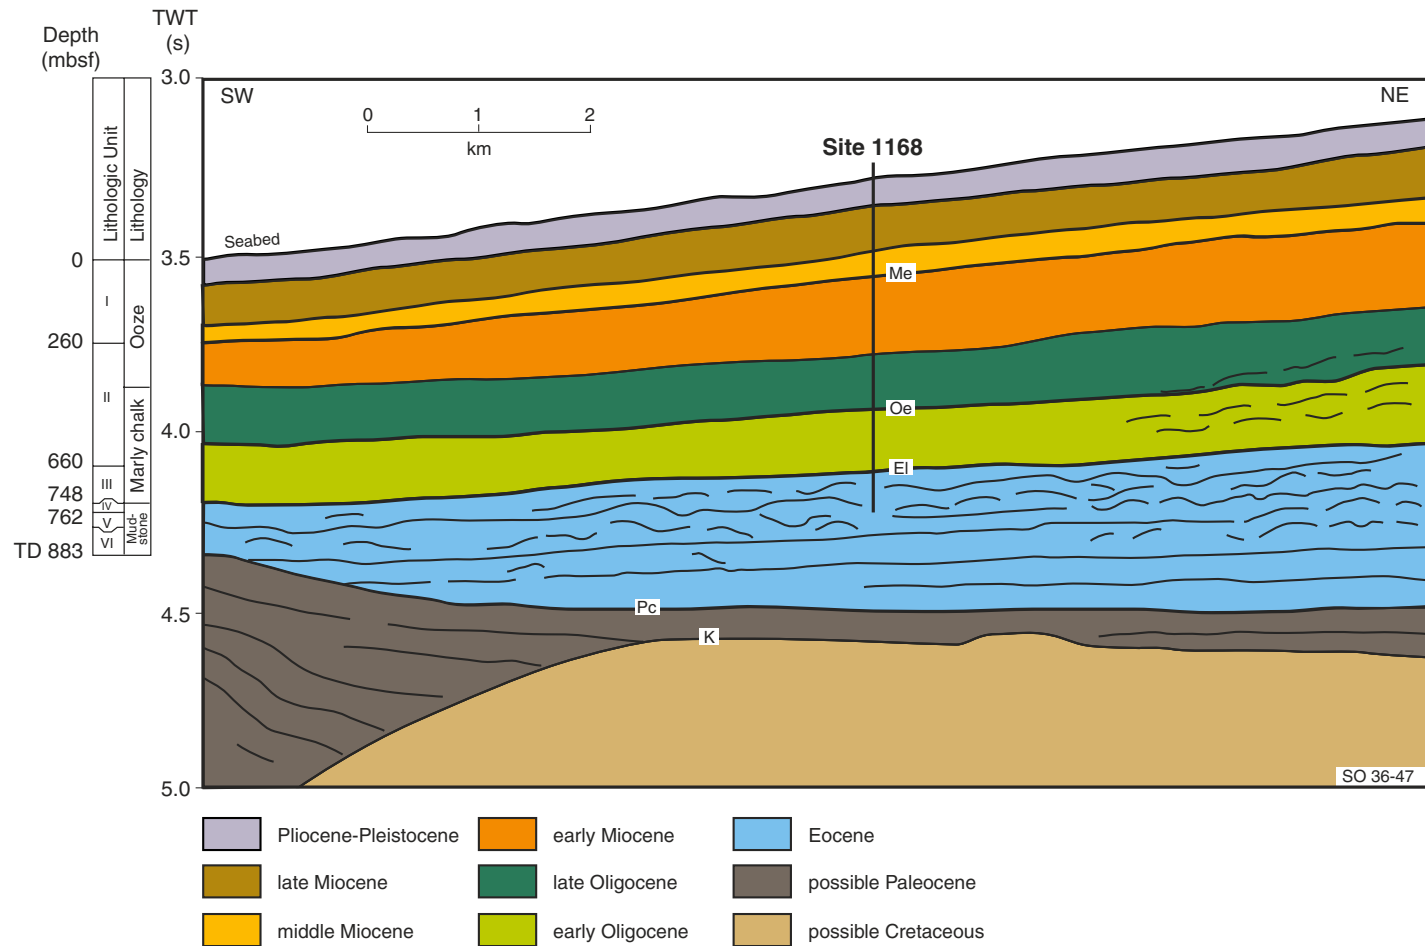 Depth
(mbsf)
TWT
(s)
Lithologic Unit
Lithology
0
260
660
748
762
TD 883
I
II
III
IV
V
VI
Ooze
Marly chalk
Mud-
stone
3.0
3.5
4.0
4.5
5.0
SW
NE
0 1 2
km
Site 1168
Seabed
Me
Oe
El
Pc
K
SO 36-47
Pliocene-Pleistocene
early Miocene
Eocene
late Miocene
late Oligocene
possible Paleocene
middle Miocene
early Oligocene
possible Cretaceous